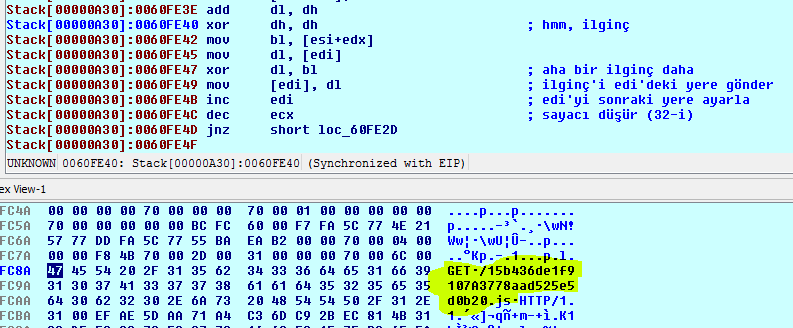 Stack[00000A30]:0060FE3E add dl, dh
Stack[00000A30]:0060FE40 xor dh, dh ; hmm, ilginç
Stack[00000A30]:0060FE42 mov bl, [esi+edx]
Stack[00000A30]:0060FE45 mov dl, [edi]
Stack[00000A30]:0060FE47 xor dl, bl ; aha bir ilginç daha
Stack[00000A30]:0060FE49 mov [edi], dl ; ilginç'i edi'deki yere gönder
Stack[00000A30]:0060FE4B inc edi ; edi'yi sonraki yere ayarla
Stack[00000A30]:0060FE4C dec ecx ; sayacı düşür (32-i)
Stack[00000A30]:0060FE4D jnz short loc_60FE2D
Stack[00000A30]:0060FE4F
UNKNOWN 0060FE40: Stack[00000A30]:0060FE40 (Synchronized with EIP)
ex View-1
FC4A 00 00 00 00 70 00 00 00 70 00 01 00 00 00 00 00 ....p...p.......
FC5A 70 00 00 00 00 00 BC FC 60 00 F7 FA 5C 77 4E 21
FC6A 57 77 DD FA 5C 77 55 BA EA B2 00 00 70 00 04 00
FC7A 00 00 F8 4B 70 00 2D 00 31 00 00 00 70 00 6C 00
FC8A 47 45 54 20 2F 31 35 62 34 33 36 64 65 31 66 39 GET·/15b436de1f9
FC9A 31 30 37 41 33 37 37 38 61 61 64 35 32 35 65 35 107A3778aad525e5
FCAA 64 30 62 32 30 2E 6A 73 20 48 54 54 50 2F 31 2E d0b20.js·HTTP/1.
FCBA 31 00 EF AE 5D AA 71 A4 C3 6D DC 29 2B EC 81 4B 31